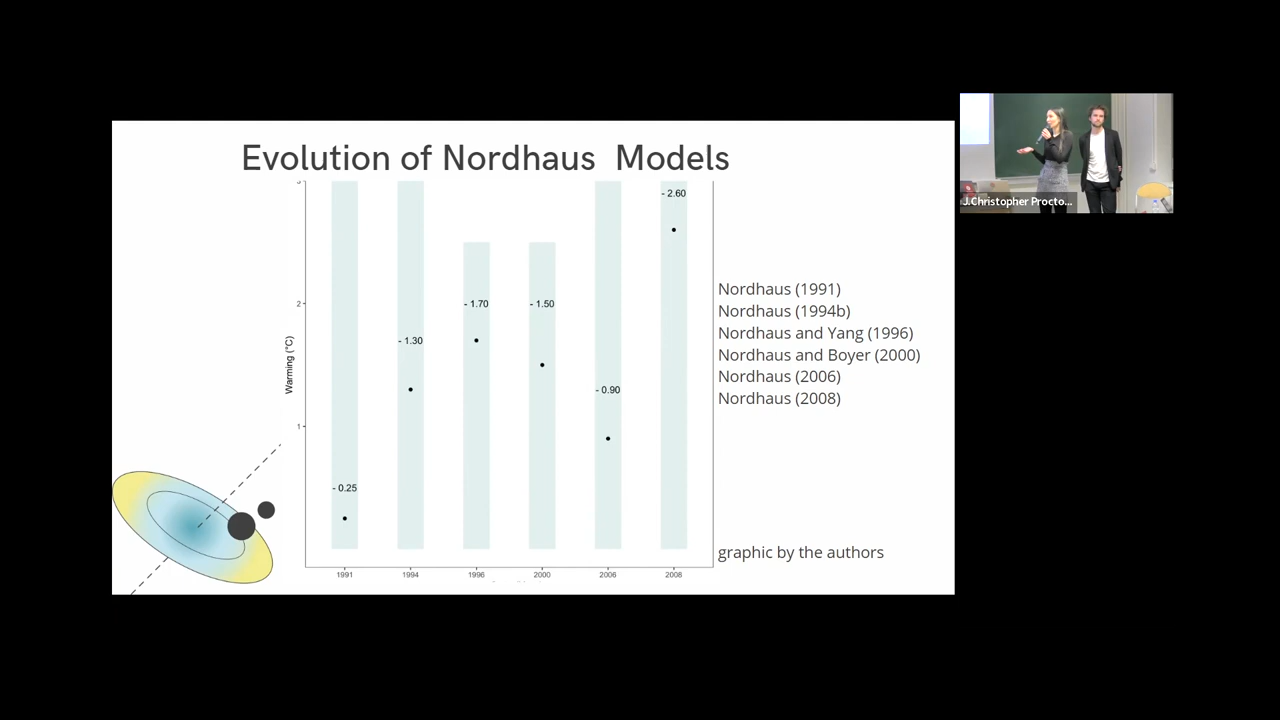 Evolution of Nordhaus Models
Warming (°C)
2
1
- 0.25
- 1.30
- 1.70
- 1.50
- 0.90
- 2.60
1991
1994
1996
2000
2006
2008
Nordhaus (1991)
Nordhaus (1994b)
Nordhaus and Yang (1996)
Nordhaus and Boyer (2000)
Nordhaus (2006)
Nordhaus (2008)
graphic by the authors
J.Christopher Procto...